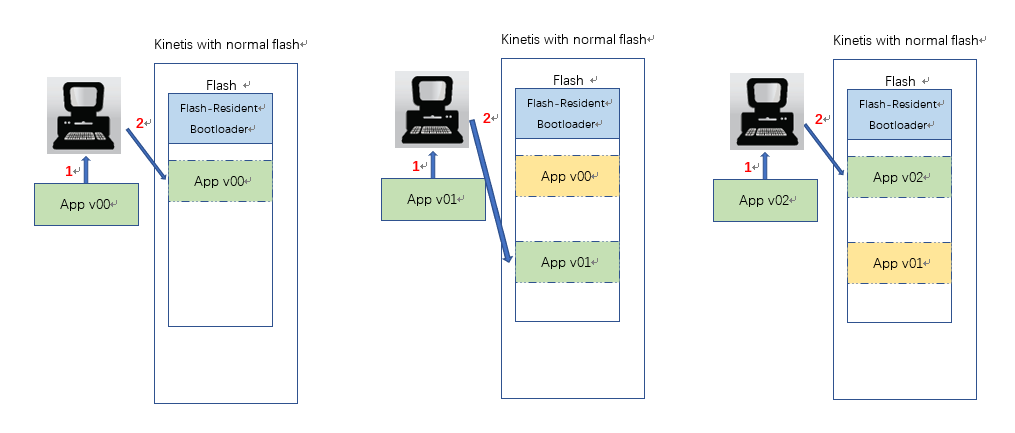 Kinetis with normal flash
Flash
Flash-Resident
Bootloader
2
App v00
1
App v00
Kinetis with normal flash
Flash
Flash-Resident
Bootloader
2
App v00
1
App v01
App v01
Kinetis with normal flash
Flash
Flash-Resident
Bootloader
2
App v02
1
App v02
App v01